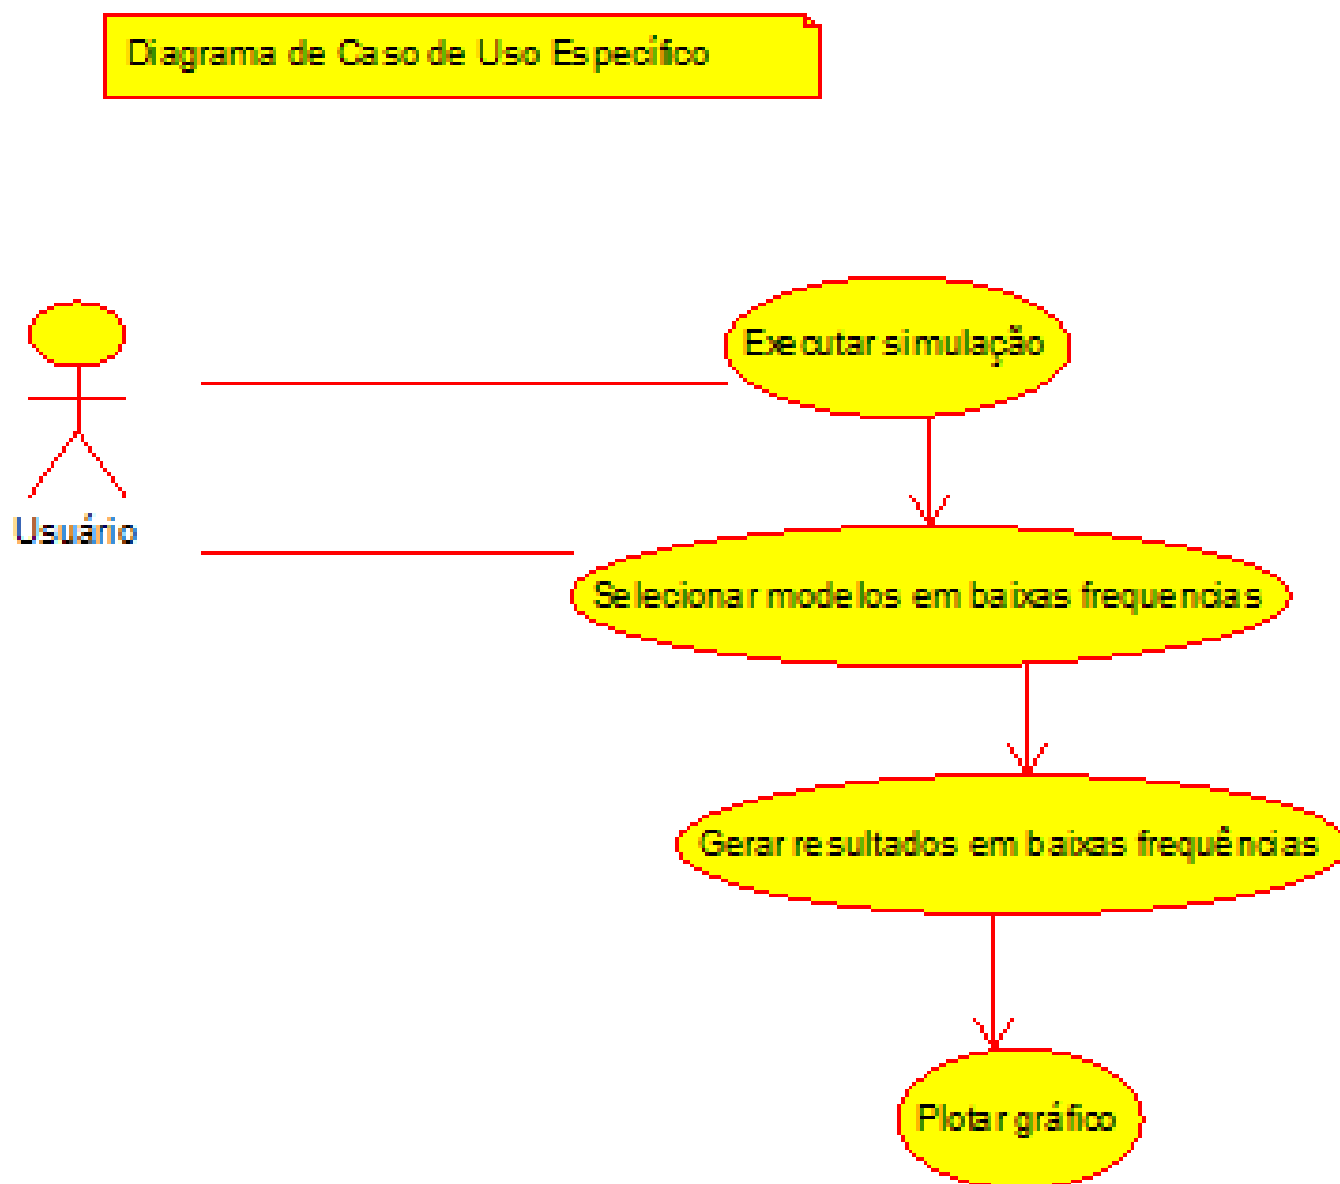 Diagrama de Caso de Uso Específico
Executar simulação
Usuário
Selecionar modelos em baixas frequencias
Gerar resultados em baixas frequências
Plotar gráfico